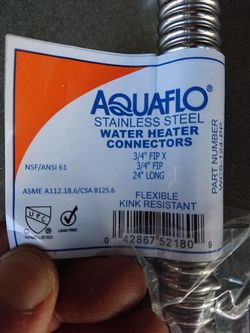 AQUAFLO®
STAINLESS STEEL
WATER HEATER
CONNECTORS
3/4" FIP X
3/4" FIP
24" LONG
NSF/ANSI 61
ASME A112.18.6/CSA B125.6
FLEXIBLE
KINK RESISTANT
UPC
LEAD FREE
0 42867 52180 9
PART NUMBER